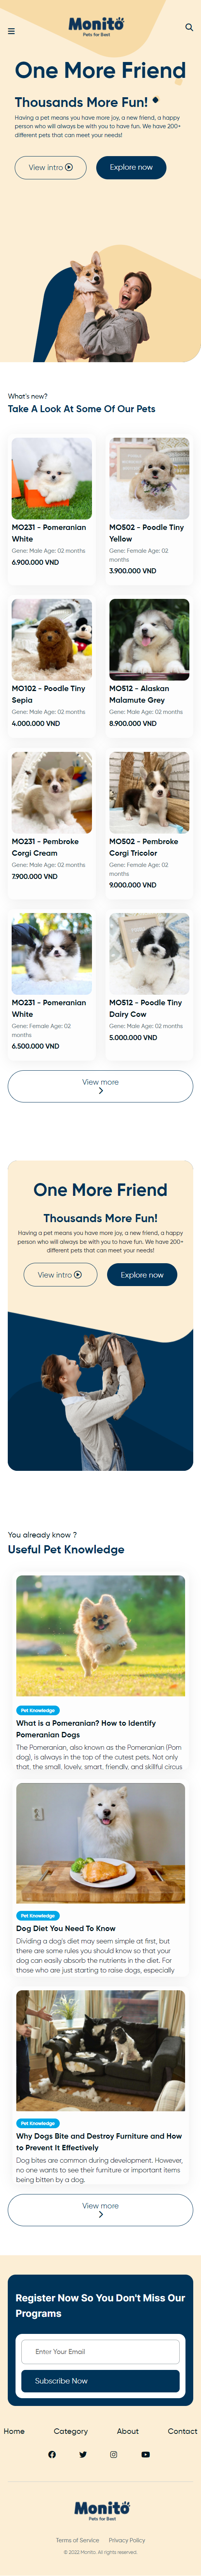 Monito
Pets for Best
One More Friend
Thousands More Fun!
Having a pet means you have more joy, a new friend, a happy
person who will always be with you to have fun. We have 200+
different pets that can meet your needs!
View intro
Explore now
What's new?
Take A Look At Some Of Our Pets
MO231 - Pomeranian
White
Gene: Male Age: 02 months
6.900.000 VND
MO502 - Poodle Tiny
Yellow
Gene: Female Age: 02
months
3.900.000 VND
MO102 - Poodle Tiny
Sepia
Gene: Male Age: 02 months
4.000.000 VND
MO512 - Alaskan
Malamute Grey
Gene: Male Age: 02 months
8.900.000 VND
MO231 - Pembroke
Corgi Cream
Gene: Male Age: 02 months
7.900.000 VND
MO502 - Pembroke
Corgi Tricolor
Gene: Female Age: 02
months
9.000.000 VND
MO231 - Pomeranian
White
Gene: Female Age: 02
months
6.500.000 VND
MO512 - Poodle Tiny
Dairy Cow
Gene: Male Age: 02 months
5.000.000 VND
View more
One More Friend
Thousands More Fun!
Having a pet means you have more joy, a new friend, a happy
person who will always be with you to have fun. We have 200+
different pets that can meet your needs!
View intro
Explore now
You already know ?
Useful Pet Knowledge
Pet Knowledge
What is a Pomeranian? How to Identify
Pomeranian Dogs
The Pomeranian, also known as the Pomeranian (Pom
dog), is always in the top of the cutest pets. Not only
that, the small, lovely, smart, friendly, and skillful circus
Pet Knowledge
Dog Diet You Need To Know
Dividing a dog's diet may seem simple at first, but
there are some rules you should know so that your
dog can easily absorb the nutrients in the diet. For
those who are just starting to raise dogs, especially
Pet Knowledge
Why Dogs Bite and Destroy Furniture and How
to Prevent It Effectively
Dog bites are common during development. However,
no one wants to see their furniture or important items
being bitten by a dog.
View more
Register Now So You Don't Miss Our
Programs
Enter Your Email
Subscribe Now
Home
Category
About
Contact
Monito
Pets for Best
Terms of Service
Privacy Policy
© 2022 Monito. All rights reserved.